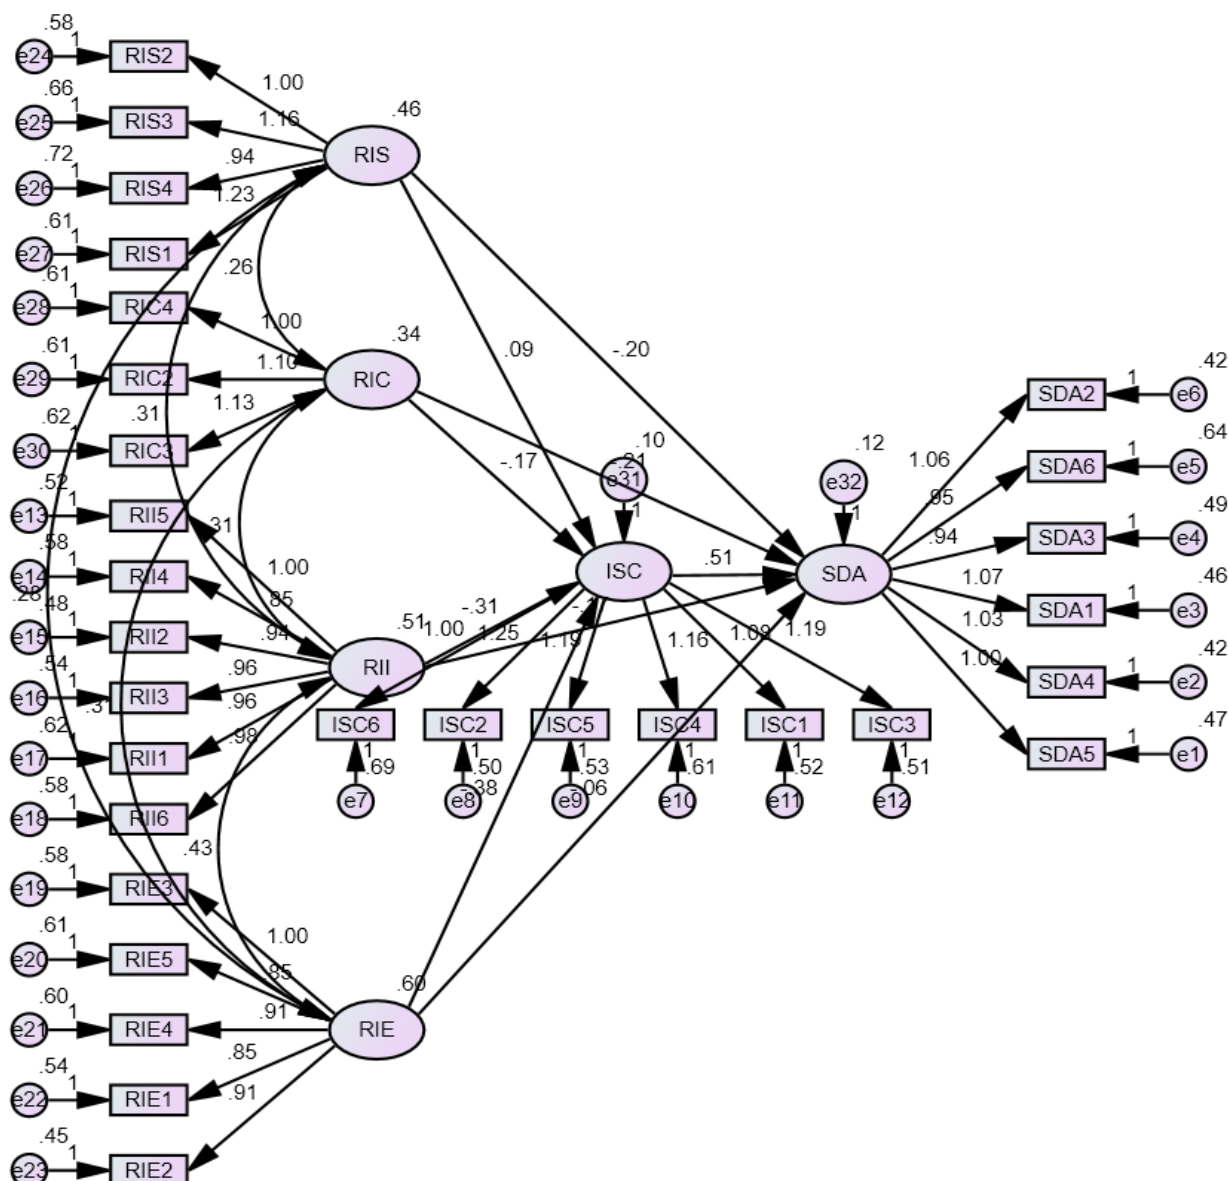 .58
e24 1 RIS2
1.00
.66
e25 1 RIS3
1.16
.46
RIS
.72
e26 1 RIS4
.94
1.23
.61
e27 1 RIS1
.26
.61
e28 1 RIC4
1.00
.34
.09
-.20
.61
e29 1 RIC2
1.10
RIC
1.13
.62
e30 1 RIC3
.31
-.17
.10
.21
e31
1
.12
e32
1
.52
e13 1 RII5
.31
1.00
.58
e14 1 RII4
.85
ISC
.51
SDA
.28
.48
e15 1 RII2
.94
.51
1.00
-.31
1.25
1.19
1.16
1.09
1.19
RII
.54
e16 1 RII3
.96
.96
.62
e17 1 RII1
.98
.58
e18 1 RII6
.43
ISC6 ISC2 ISC5 ISC4 ISC1 ISC3
1 1 1 1 1 1
.69 .50 .53 .61 .52 .51
e7 e8 e9 e10 e11 e12
.06
1.06
SDA2 1 e6 .42
.95
SDA6 1 e5 .64
.94
SDA3 1 e4 .49
1.07
SDA1 1 e3 .46
1.03
SDA4 1 e2 .42
1.00
SDA5 1 e1 .47
.58
e19 1 RIE3
1.00
.61
e20 1 RIE5
.85
.60
RIE
.60
e21 1 RIE4
.91
.85
.54
e22 1 RIE1
.91
.45
e23 1 RIE2